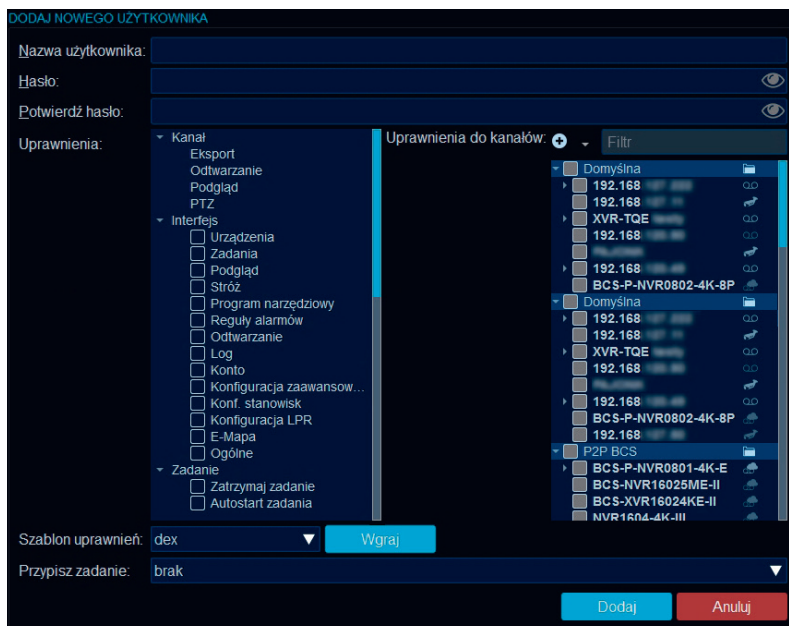 DODAJ NOWEGO UŻYTKOWNIKA
Nazwa użytkownika:
Hasło:
Potwierdź hasło:
Uprawnienia:
Kanał
Eksport
Odtwarzanie
Podgląd
PTZ
Interfejs
Urządzenia
Zadania
Podgląd
Stróż
Program narzędziowy
Reguły alarmów
Odtwarzanie
Log
Konto
Konfiguracja zaawansow...
Konf. stanowisk
Konfiguracja LPR
E-Mapa
Ogólne
Zadanie
Zatrzymaj zadanie
Autostart zadania
Uprawnienia do kanałów:
Filtr
Domyślna
192.168
192.168
XVR-TQE
192.168
192.168
BCS-P-NVR0802-4K-8P
Domyślna
192.168
192.168
XVR-TQE
192.168
192.168
BCS-P-NVR0802-4K-8P
192.168
P2P BCS
BCS-P-NVR0801-4K-E
BCS-NVR16025ME-II
BCS-XVR16024KE-II
NVR1604-4K-III
Szablon uprawnień: dex Wgraj
Przypisz zadanie: brak
Dodaj Anuluj